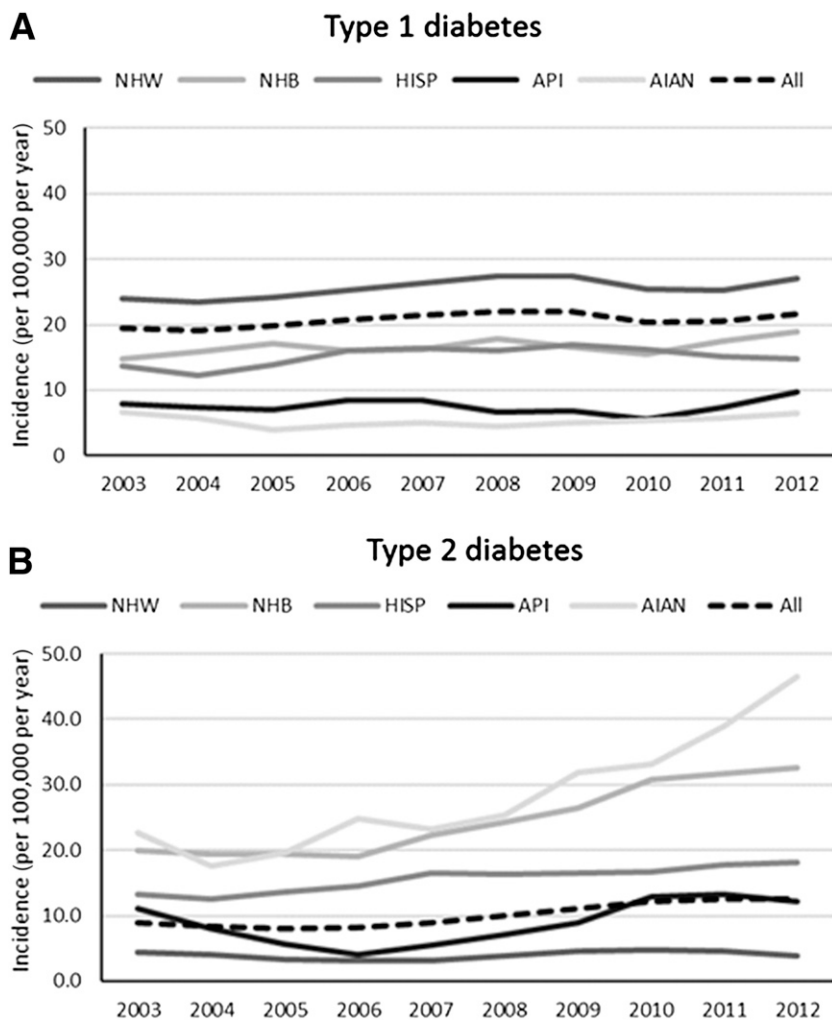 A
Type 1 diabetes
NHW NHB HISP API AIAN All
Incidence (per 100,000 per year)
50
40
30
20
10
0
2003 2004 2005 2006 2007 2008 2009 2010 2011 2012
B
Type 2 diabetes
NHW NHB HISP API AIAN All
Incidence (per 100,000 per year)
50.0
40.0
30.0
20.0
10.0
0.0
2003 2004 2005 2006 2007 2008 2009 2010 2011 2012